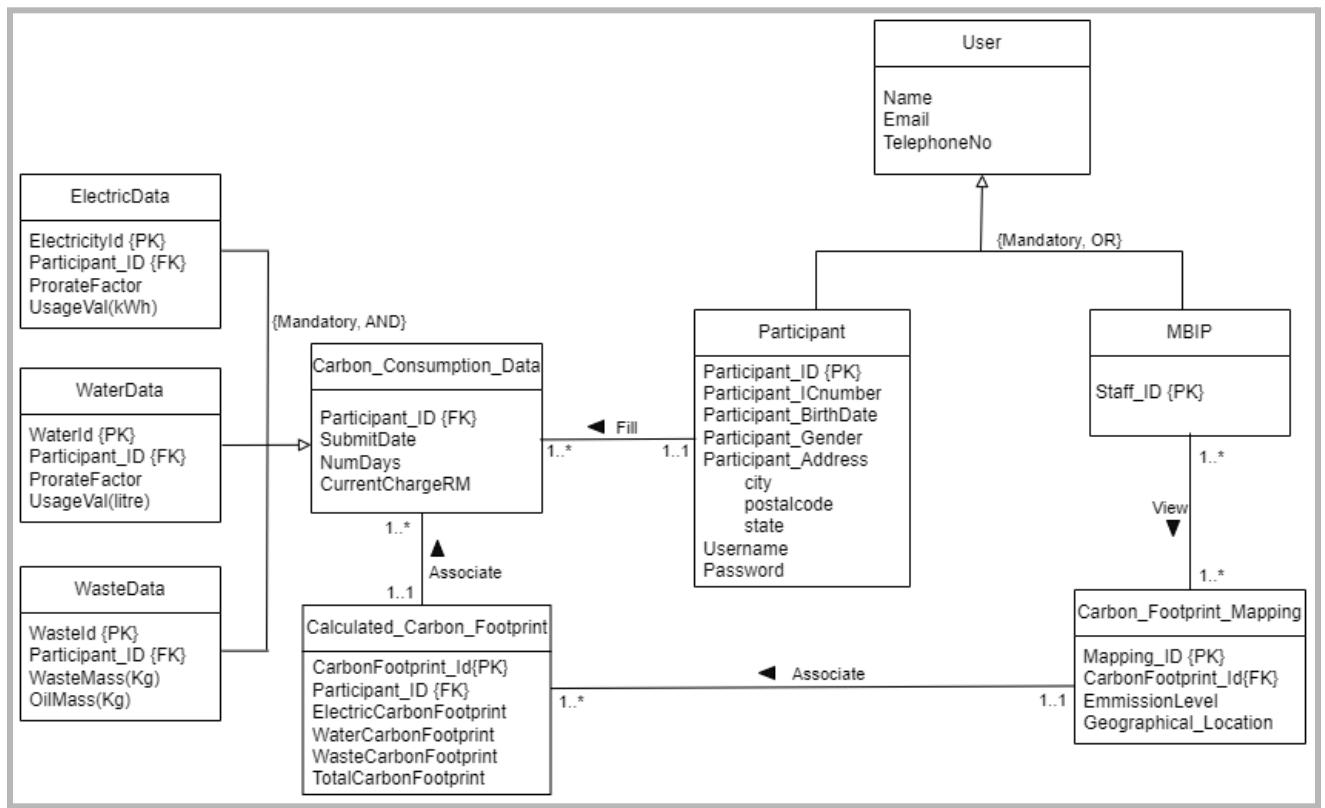 User
Name
Email
TelephoneNo
{Mandatory, OR}
ElectricData
ElectricityId {PK}
Participant_ID {FK}
ProrateFactor
UsageVal(kWh)
{Mandatory, AND}
WaterData
WaterId {PK}
Participant_ID {FK}
ProrateFactor
UsageVal(litre)
WasteData
WasteId {PK}
Participant_ID {FK}
WasteMass(Kg)
OilMass(Kg)
Carbon_Consumption_Data
Participant_ID {FK}
SubmitDate
NumDays
CurrentChargeRM
Fill
1..*
1..1
Participant
Participant_ID {PK}
Participant_ICnumber
Participant_BirthDate
Participant_Gender
Participant_Address
city
postalcode
state
Username
Password
MBIP
Staff_ID {PK}
1..*
View
1..*
1..*
Associate
1..1
Calculated_Carbon_Footprint
CarbonFootprint_Id{PK}
Participant_ID {FK}
ElectricCarbonFootprint
WaterCarbonFootprint
WasteCarbonFootprint
TotalCarbonFootprint
Associate
1..*
1..1
Carbon_Footprint_Mapping
Mapping_ID {PK}
CarbonFootprint_Id{FK}
EmmissionLevel
Geographical_Location